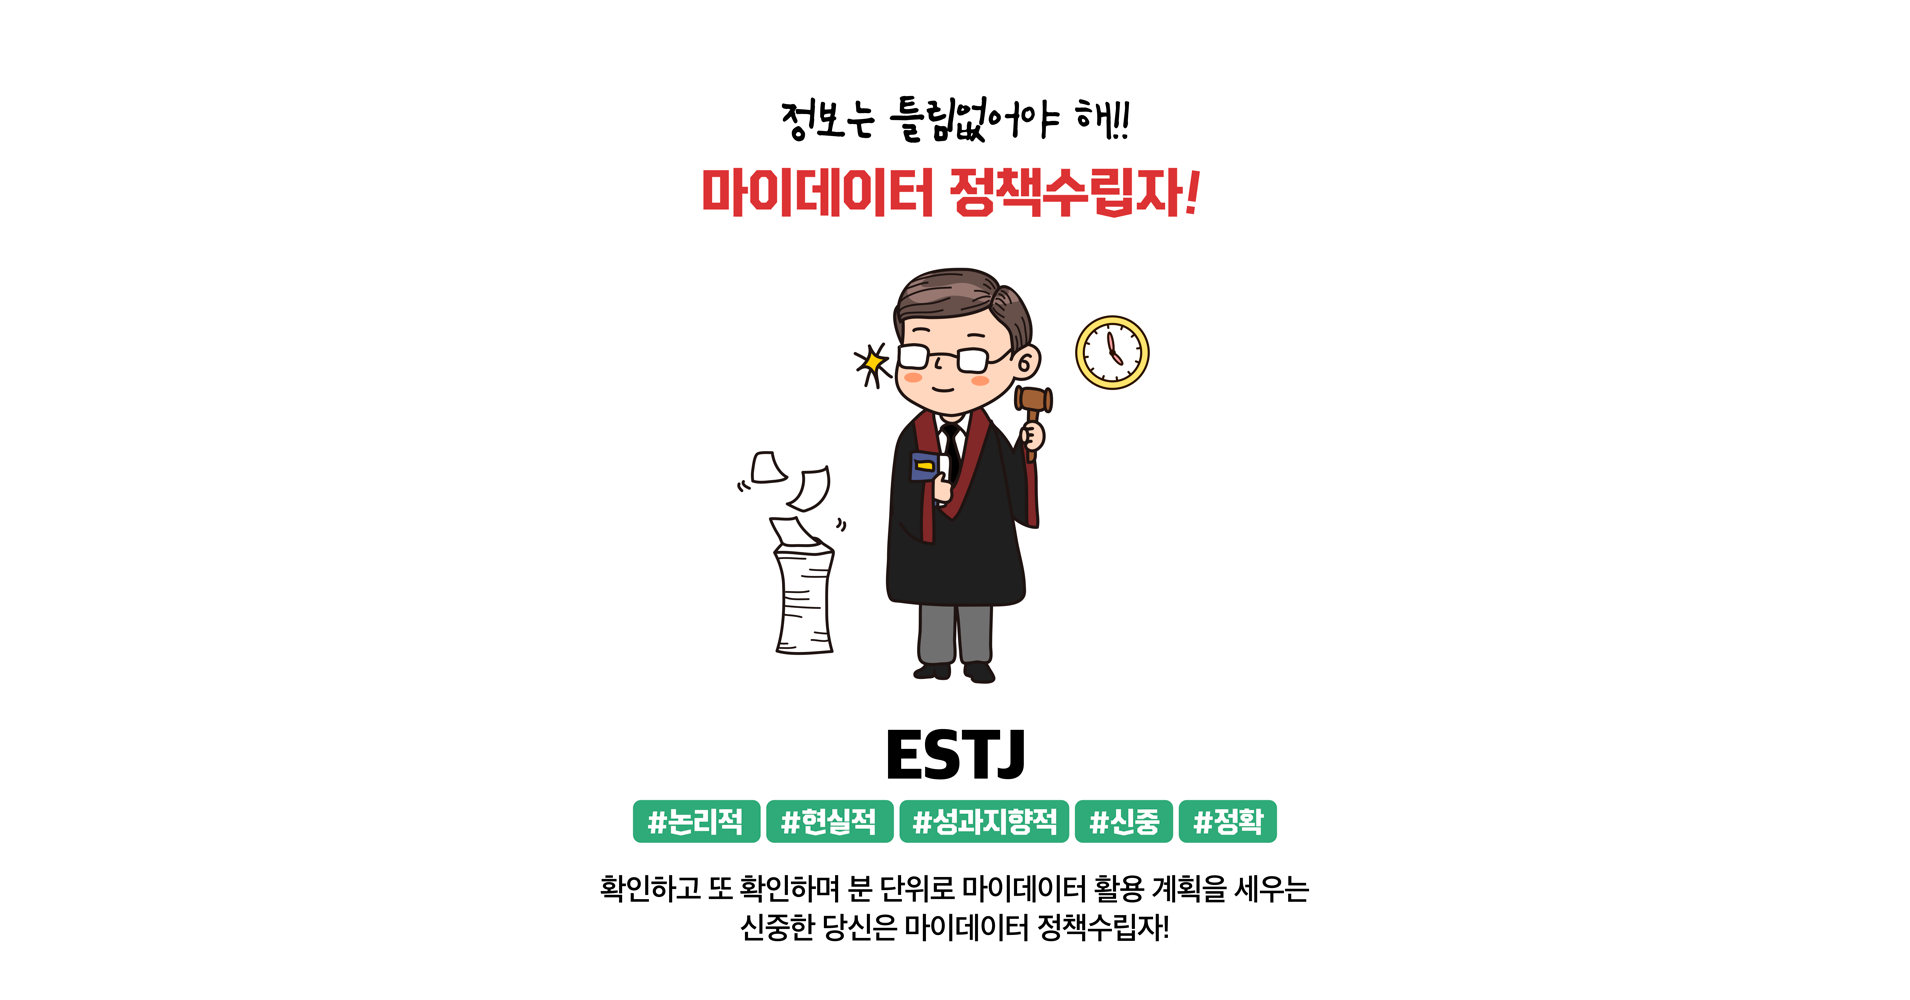 정보는 틀림없어야 해!!
마이데이터 정책수립자!
ESTJ
#논리적 #현실적 #성과지향적 #신중 #정확
확인하고 또 확인하며 분 단위로 마이데이터 활용 계획을 세우는
신중한 당신은 마이데이터 정책수립자!